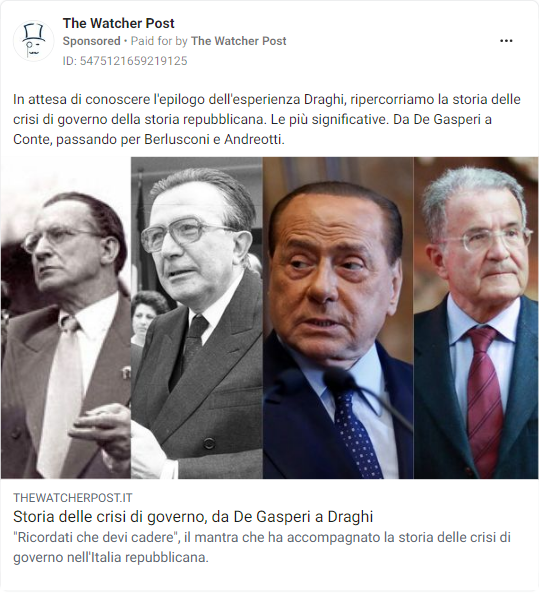 The Watcher Post
Sponsored • Paid for by The Watcher Post
ID: 5475121659219125
In attesa di conoscere l'epilogo dell'esperienza Draghi, ripercorriamo la storia delle
crisi di governo della storia repubblicana. Le più significative. Da De Gasperi a
Conte, passando per Berlusconi e Andreotti.
THEWATCHERPOST.IT
Storia delle crisi di governo, da De Gasperi a Draghi
"Ricordati che devi cadere", il mantra che ha accompagnato la storia delle crisi di
governo nell'Italia repubblicana.